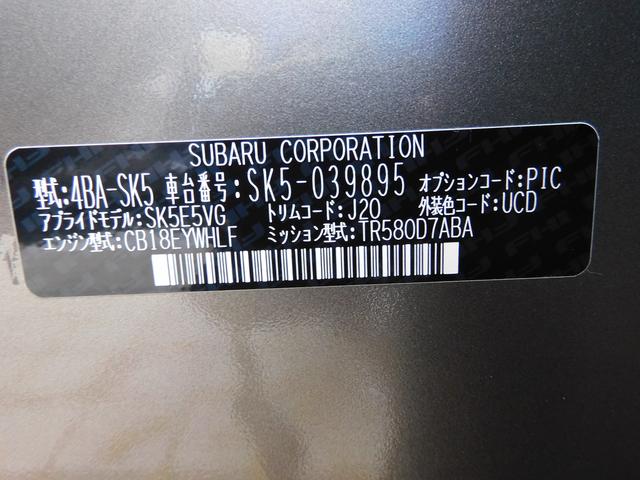 SUBARU CORPORATION
型式:4BA-SK5 車台番号:SK5-039895 オプションコード:PIC
アプライドモデル:SK5E5VG トリムコード:J20 外装色コード:UCD
エンジン型式:CB18EYWHLF ミッション型式:TR580D7ABA